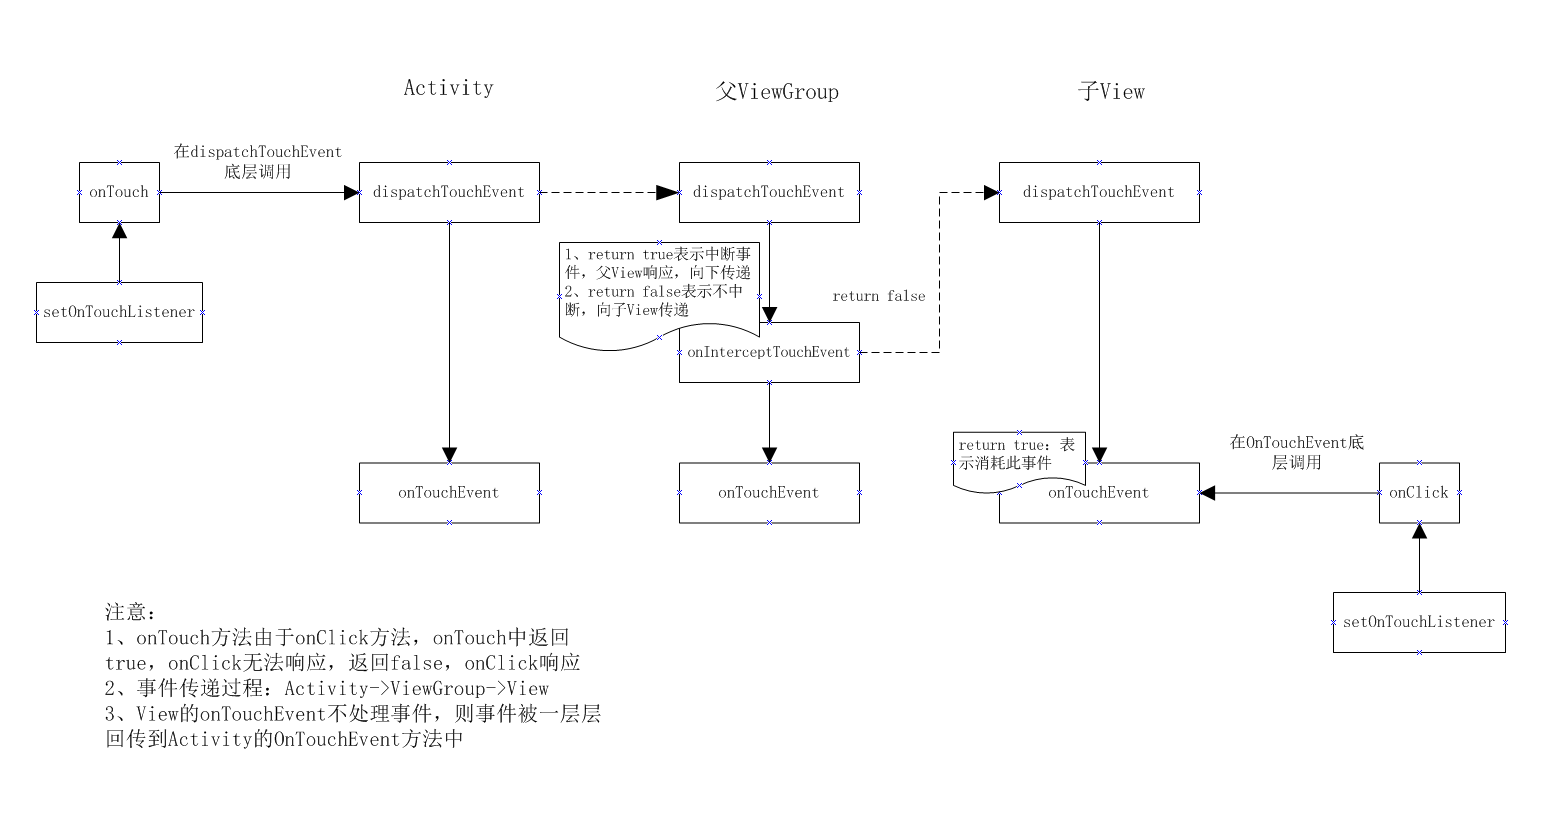 Activity
父ViewGroup
子View
在dispatchTouchEvent
底层调用
onTouch
dispatchTouchEvent
dispatchTouchEvent
dispatchTouchEvent
1、return true表示中断事
件，父View响应，向下传递
2、return false表示不中
断，向子View传递
return false
setOnTouchListener
onInterceptTouchEvent
return true：表
示消耗此事件
在OnTouchEvent底
层调用
onTouchEvent
onTouchEvent
onTouchEvent
onClick
setOnTouchListener
注意：
1、onTouch方法由于onClick方法，onTouch中返回
true，onClick无法响应，返回false，onClick响应
2、事件传递过程：Activity->ViewGroup->View
3、View的onTouchEvent不处理事件，则事件被一层层
回传到Activity的OnTouchEvent方法中